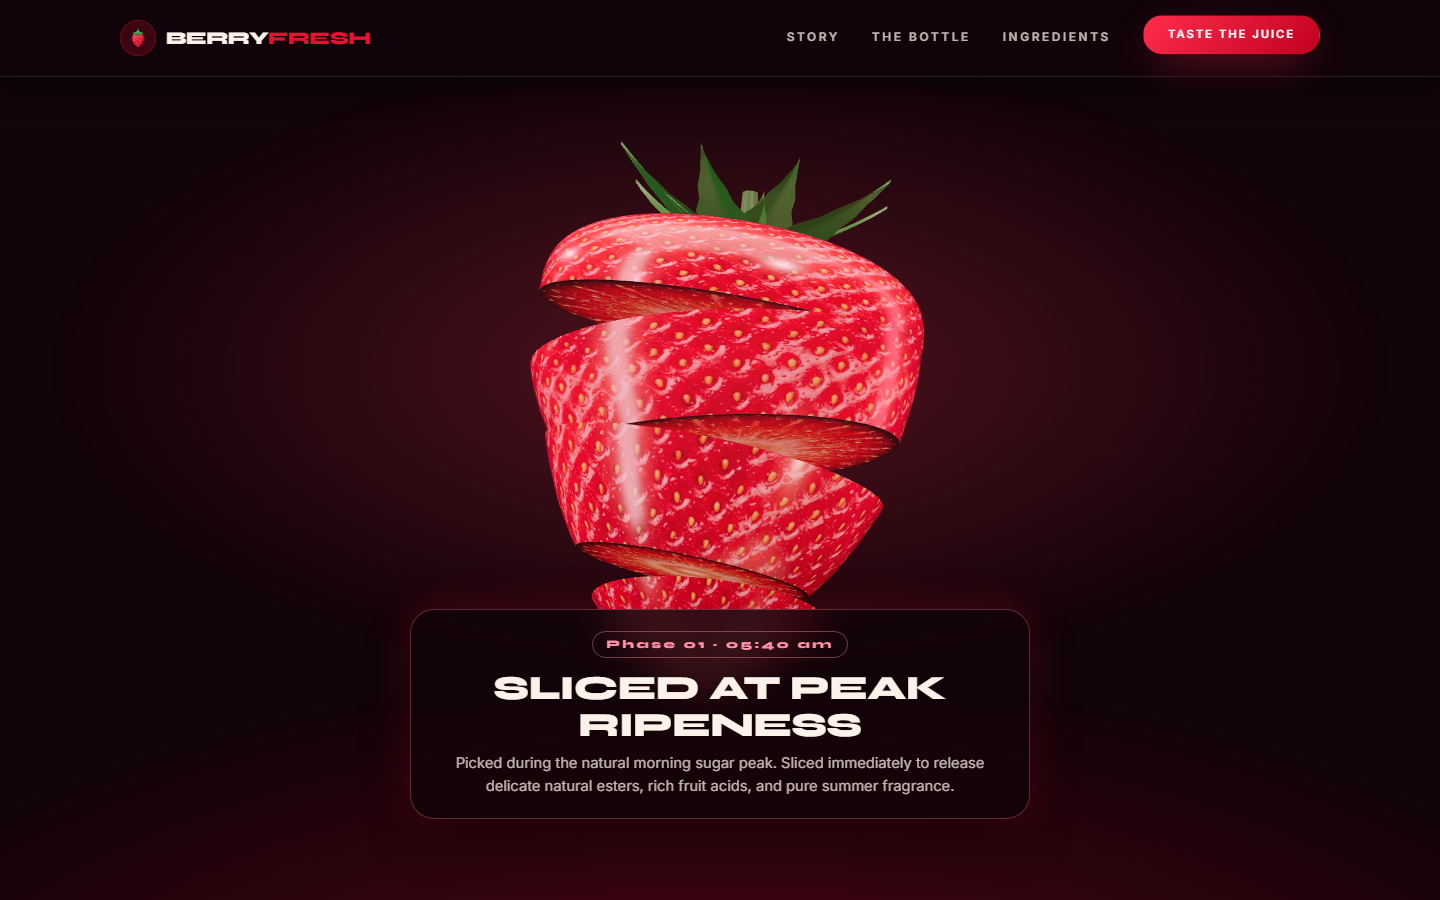 BERRYFRESH
STORY THE BOTTLE INGREDIENTS TASTE THE JUICE
Phase 01 · 05:40 am
SLICED AT PEAK
RIPENESS
Picked during the natural morning sugar peak. Sliced immediately to release
delicate natural esters, rich fruit acids, and pure summer fragrance.